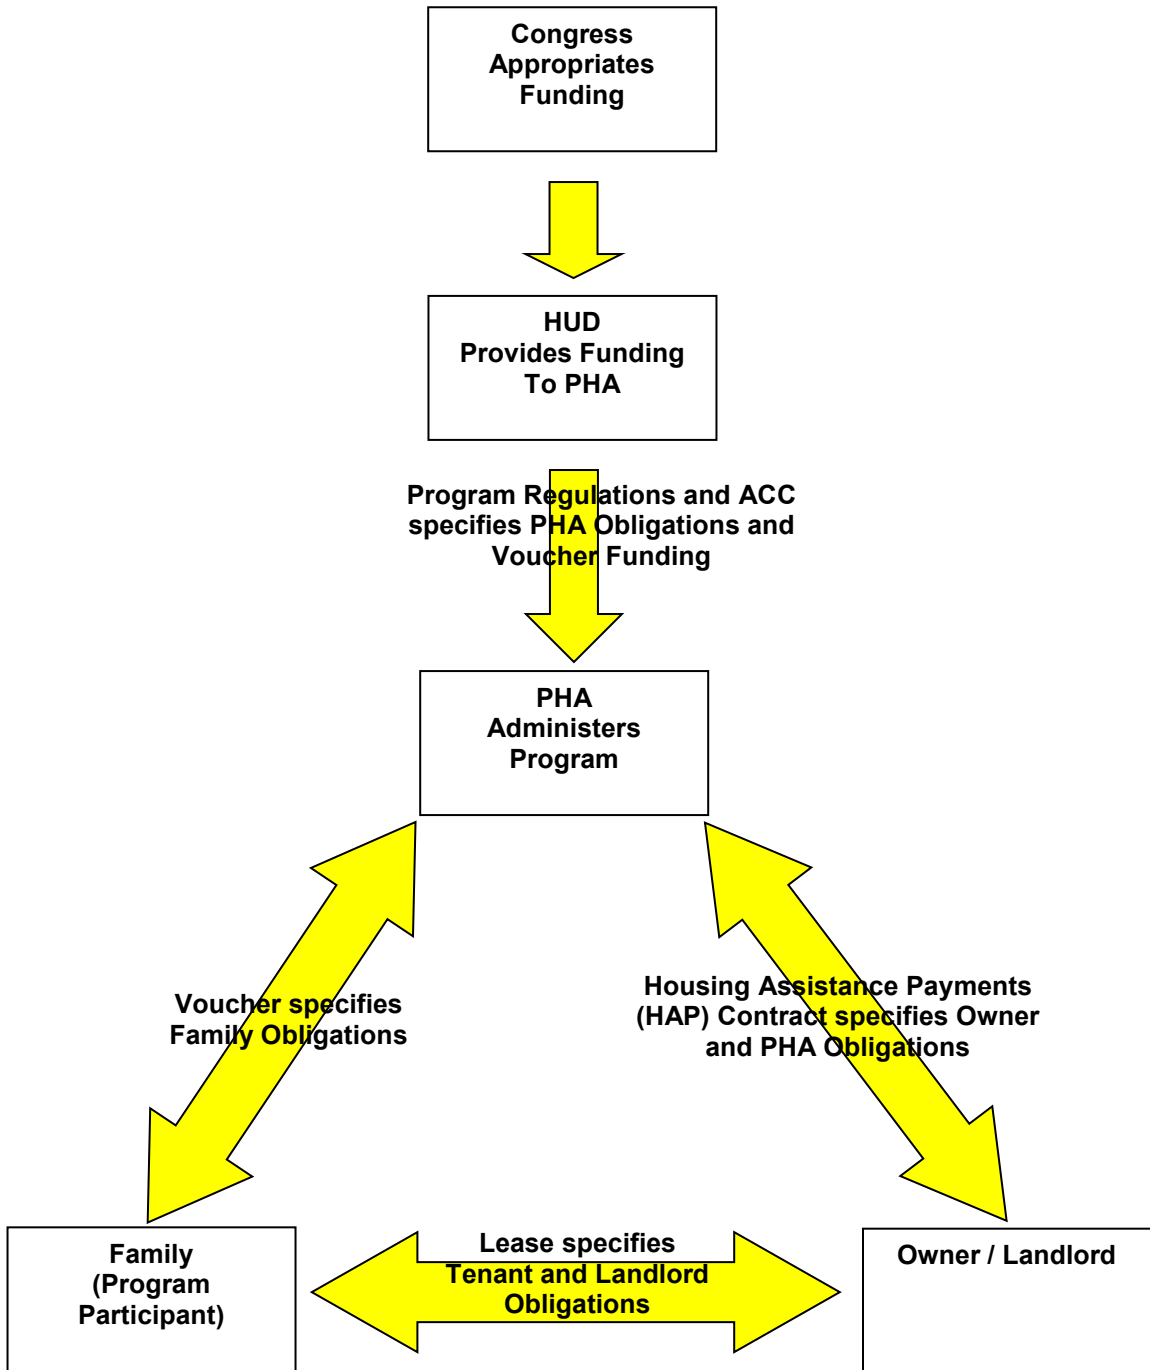 Congress
Appropriates
Funding
HUD
Provides Funding
To PHA
Program Regulations and ACC
specifies PHA Obligations and
Voucher Funding
PHA
Administers
Program
Voucher specifies
Family Obligations
Housing Assistance Payments
(HAP) Contract specifies Owner
and PHA Obligations
Family
(Program
Participant)
Lease specifies
Tenant and Landlord
Obligations
Owner / Landlord